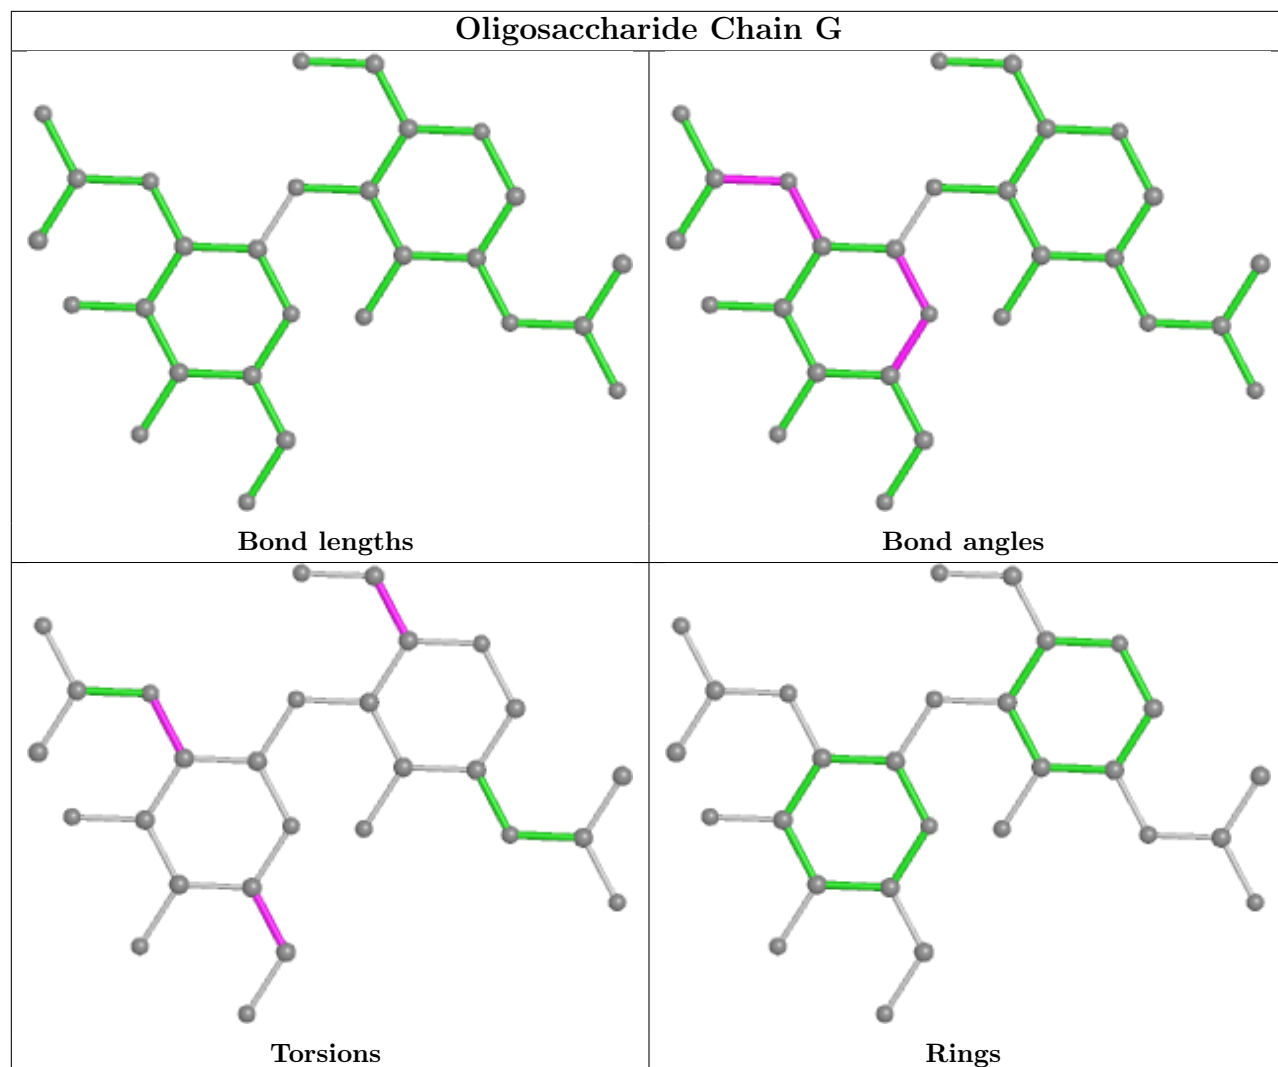 Oligosaccharide Chain G
Bond lengths
Bond angles
Torsions
Rings